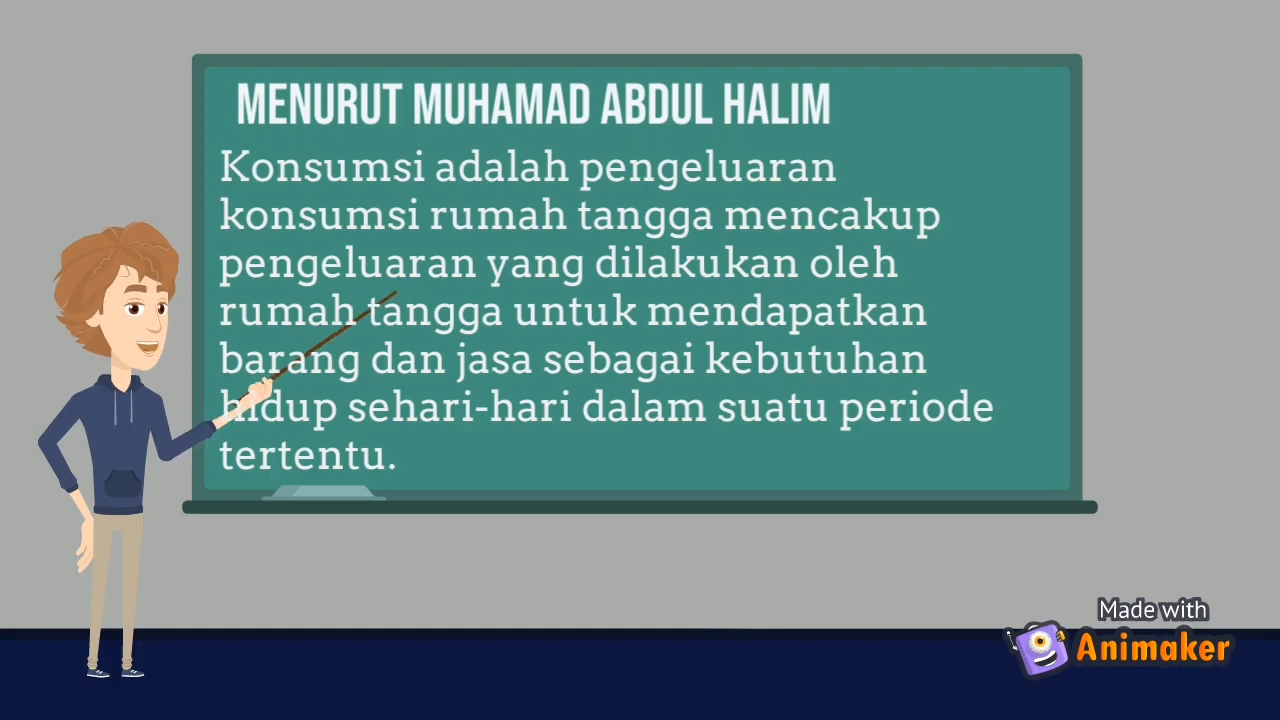 MENURUT MUHAMAD ABDUL HALIM
Konsumsi adalah pengeluaran
konsumsi rumah tangga mencakup
pengeluaran yang dilakukan oleh
rumah tangga untuk mendapatkan
barang dan jasa sebagai kebutuhan
hidup sehari-hari dalam suatu periode
tertentu.
Made with
Animaker